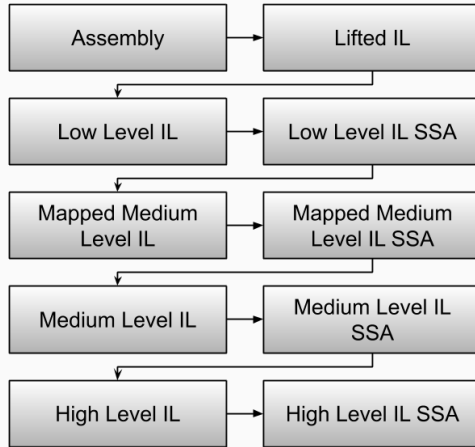 Assembly
Lifted IL
Low Level IL
Low Level IL SSA
Mapped Medium
Level IL
Mapped Medium
Level IL SSA
Medium Level IL
Medium Level IL
SSA
High Level IL
High Level IL SSA